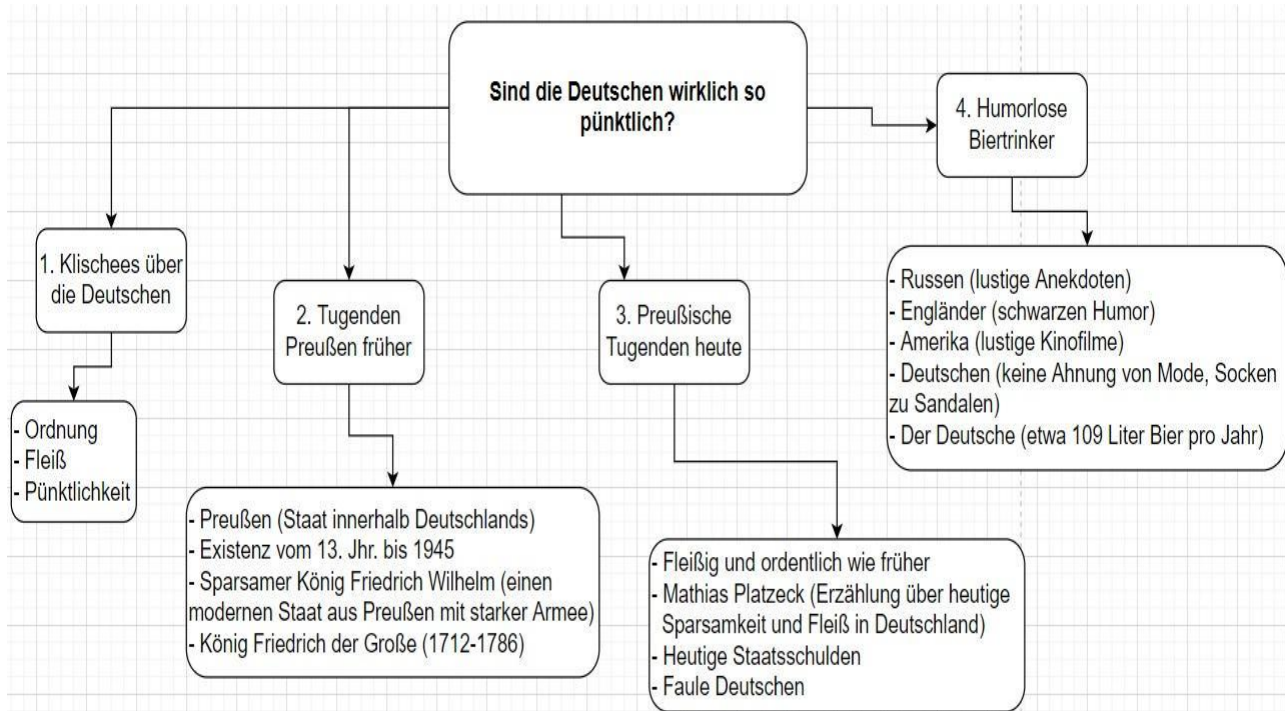 Sind die Deutschen wirklich so
pünktlich?
1. Klischees über
die Deutschen
- Ordnung
- Fleiß
- Pünktlichkeit
2. Tugenden
Preußen früher
- Preußen (Staat innerhalb Deutschlands)
- Existenz vom 13. Jhr. bis 1945
- Sparsamer König Friedrich Wilhelm (einen
modernen Staat aus Preußen mit starker Armee)
- König Friedrich der Große (1712-1786)
3. Preußische
Tugenden heute
- Fleißig und ordentlich wie früher
- Mathias Platzeck (Erzählung über heutige
Sparsamkeit und Fleiß in Deutschland)
- Heutige Staatsschulden
- Faule Deutschen
4. Humorlose
Biertrinker
- Russen (lustige Anekdoten)
- Engländer (schwarzen Humor)
- Amerika (lustige Kinofilme)
- Deutschen (keine Ahnung von Mode, Socken
zu Sandalen)
- Der Deutsche (etwa 109 Liter Bier pro Jahr)